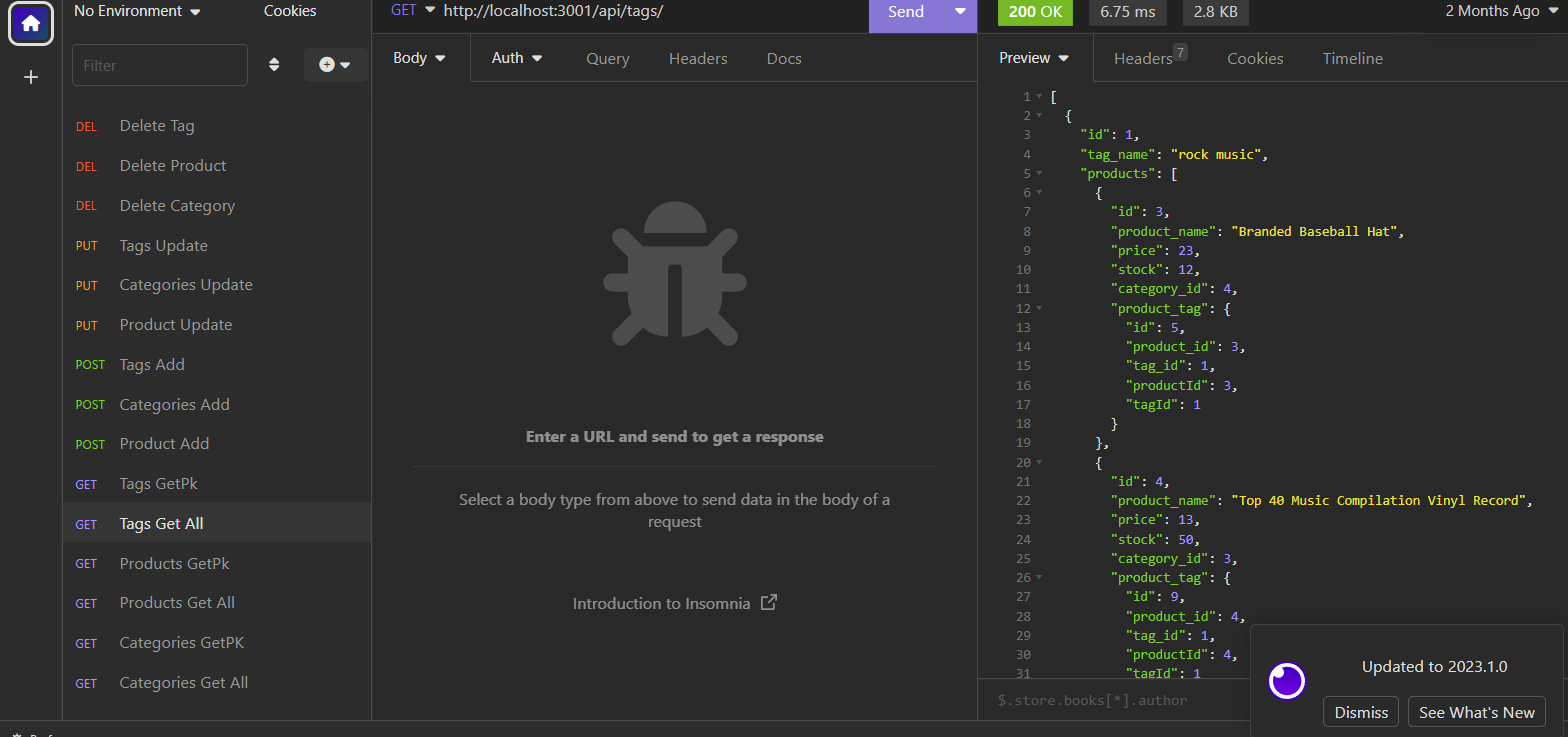 No Environment
Cookies
GET http://localhost:3001/api/tags/
Send
200 OK
6.75 ms
2.8 KB
2 Months Ago
Filter
Body
Auth
Query
Headers
Docs
Preview
Headers 7
Cookies
Timeline
DEL Delete Tag
DEL Delete Product
DEL Delete Category
PUT Tags Update
PUT Categories Update
PUT Product Update
POST Tags Add
POST Categories Add
POST Product Add
GET Tags GetPk
GET Tags Get All
GET Products GetPk
GET Products Get All
GET Categories GetPK
GET Categories Get All
Enter a URL and send to get a response
Select a body type from above to send data in the body of a
request
Introduction to Insomnia
1 [
2 {
3 "id": 1,
4 "tag_name": "rock music",
5 "products": [
6 {
7 "id": 3,
8 "product_name": "Branded Baseball Hat",
9 "price": 23,
10 "stock": 12,
11 "category_id": 4,
12 "product_tag": {
13 "id": 5,
14 "product_id": 3,
15 "tag_id": 1,
16 "productId": 3,
17 "tagId": 1
18 }
19 },
20 {
21 "id": 4,
22 "product_name": "Top 40 Music Compilation Vinyl Record",
23 "price": 13,
24 "stock": 50,
25 "category_id": 3,
26 "product_tag": {
27 "id": 9,
28 "product_id": 4,
29 "tag_id": 1,
30 "productId": 4,
31 "tagId": 1
$.store.books[*].author
Updated to 2023.1.0
Dismiss
See What's New